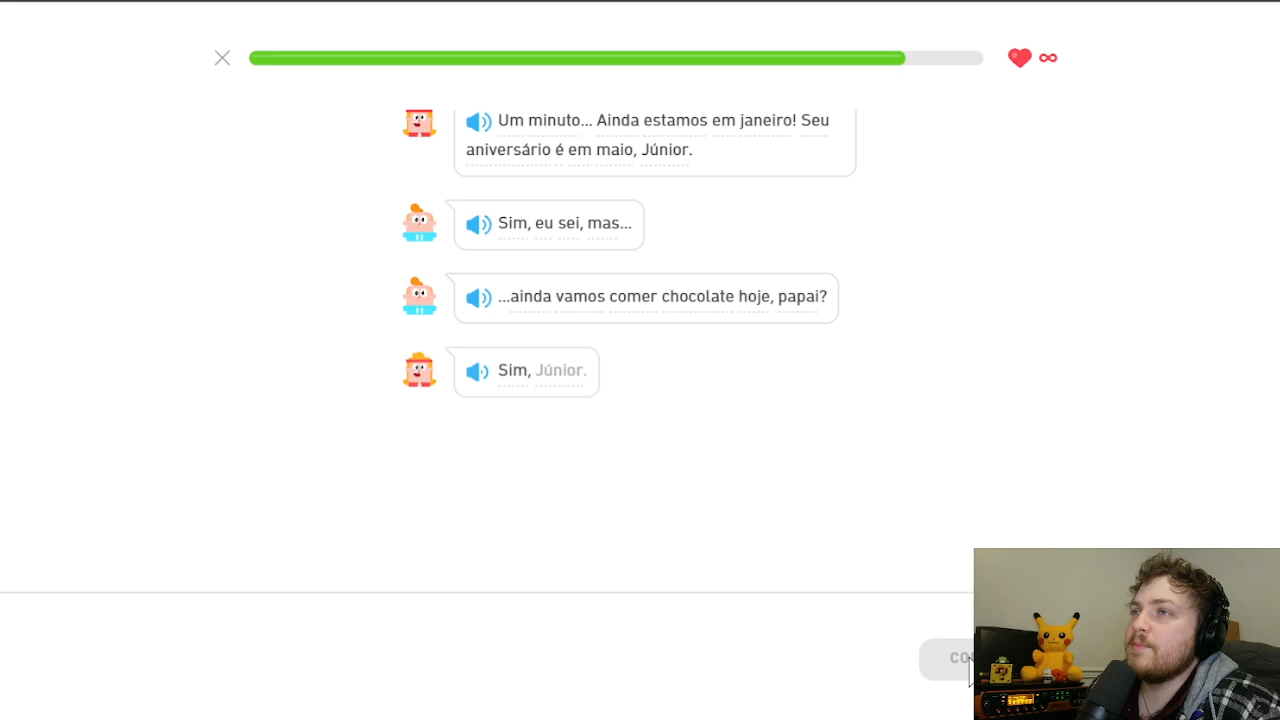 Um minuto... Ainda estamos em janeiro! Seu
aniversário é em maio, Júnior.
Sim, eu sei, mas...
...ainda vamos comer chocolate hoje, papai?
Sim, Júnior.